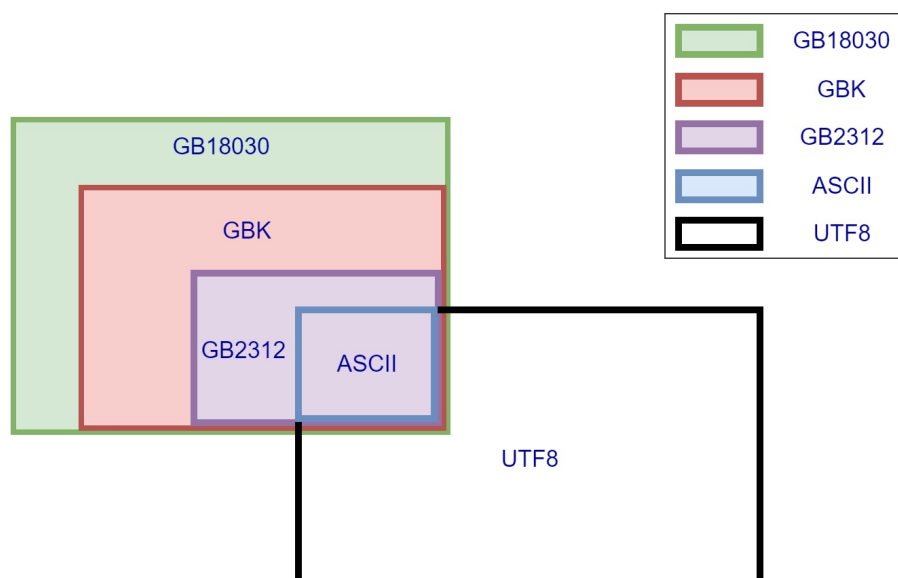 GB18030
GBK
GB2312
ASCII
UTF8
GB18030
GBK
GB2312
ASCII
UTF8